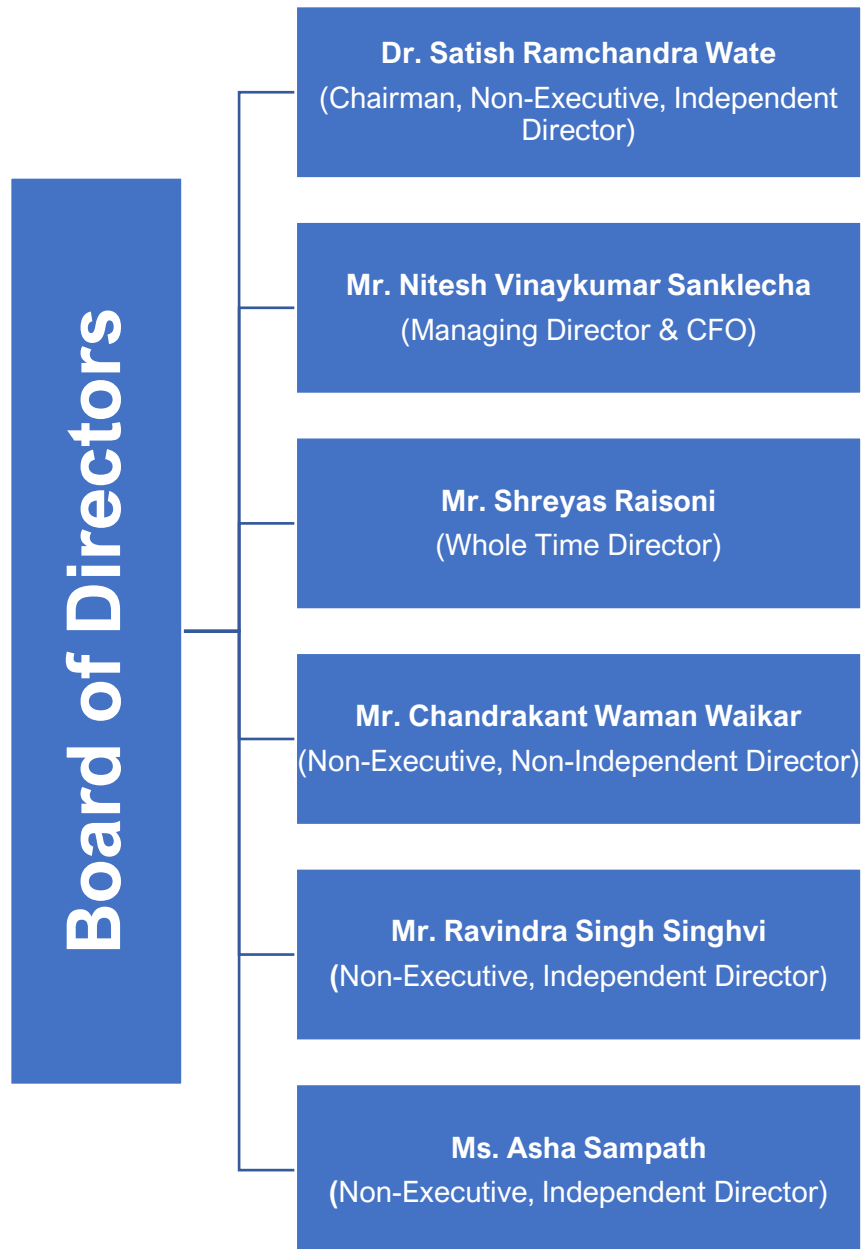 Board of Directors
Dr. Satish Ramchandra Wate
(Chairman, Non-Executive, Independent
Director)
Mr. Nitesh Vinaykumar Sanklecha
(Managing Director & CFO)
Mr. Shreyas Raisoni
(Whole Time Director)
Mr. Chandrakant Waman Waikar
(Non-Executive, Non-Independent Director)
Mr. Ravindra Singh Singhvi
(Non-Executive, Independent Director)
Ms. Asha Sampath
(Non-Executive, Independent Director)